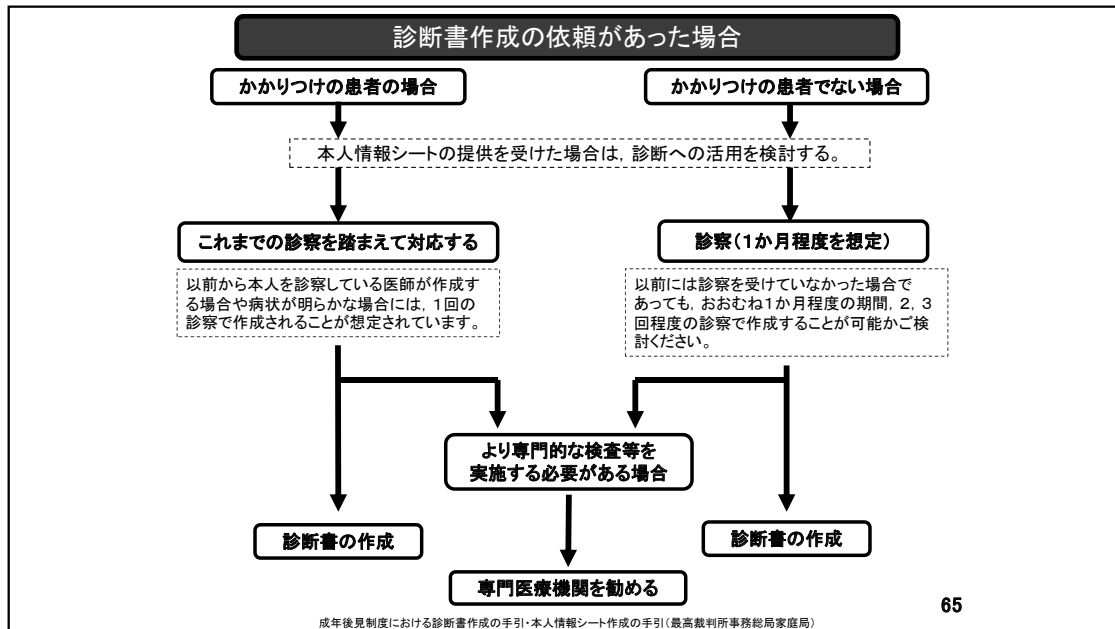 診断書作成の依頼があった場合
かかりつけの患者の場合
かかりつけの患者でない場合
本人情報シートの提供を受けた場合は，診断への活用を検討する。
これまでの診察を踏まえて対応する
診察（１か月程度を想定）
以前から本人を診察している医師が作成す
る場合や病状が明らかな場合には，１回の
診察で作成されることが想定されています。
以前には診察を受けていなかった場合で
あっても，おおむね１か月程度の期間，２，３
回程度の診察で作成することが可能かご検
討ください。
より専門的な検査等を
実施する必要がある場合
診断書の作成
診断書の作成
専門医療機関を勧める
65
成年後見制度における診断書作成の手引・本人情報シート作成の手引（最高裁判所事務総局家庭局）